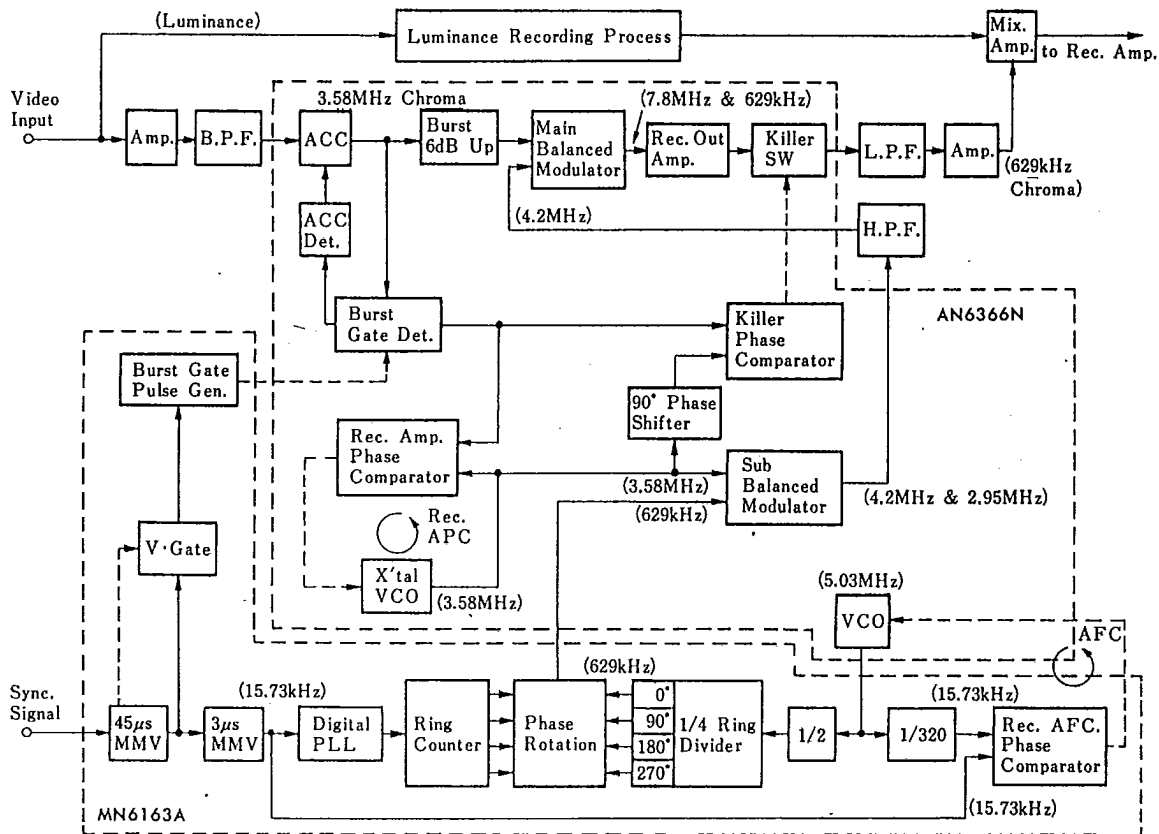 (Luminance)
Luminance Recording Process
Mix.
Amp.
to Rec. Amp.
Video
Input
3.58MHz Chroma
(7.8MHz & 629kHz)
Amp.
B.P.F.
ACC
Burst
6dB Up
Main
Balanced
Modulator
Rec. Out
Amp.
Killer
SW
L.P.F.
Amp.
(629kHz
Chroma)
ACC
Det.
(4.2MHz)
H.P.F.
Burst
Gate Det.
Killer
Phase
Comparator
AN6366N
Burst Gate
Pulse Gen.
90° Phase
Shifter
Rec. Amp.
Phase
Comparator
Sub
Balanced
Modulator
(3.58MHz)
(629kHz)
(4.2MHz & 2.95MHz)
Rec.
APC
V·Gate
X'tal
VCO
(3.58MHz)
(5.03MHz)
VCO
AFC
Sync.
Signal
45μs
MMV
3μs
MMV
(15.73kHz)
Digital
PLL
Ring
Counter
(629kHz)
Phase
Rotation
0°
90°
180°
270°
1/4 Ring
Divider
1/2
1/320
(15.73kHz)
Rec. AFC.
Phase
Comparator
(15.73kHz)
MN6163A